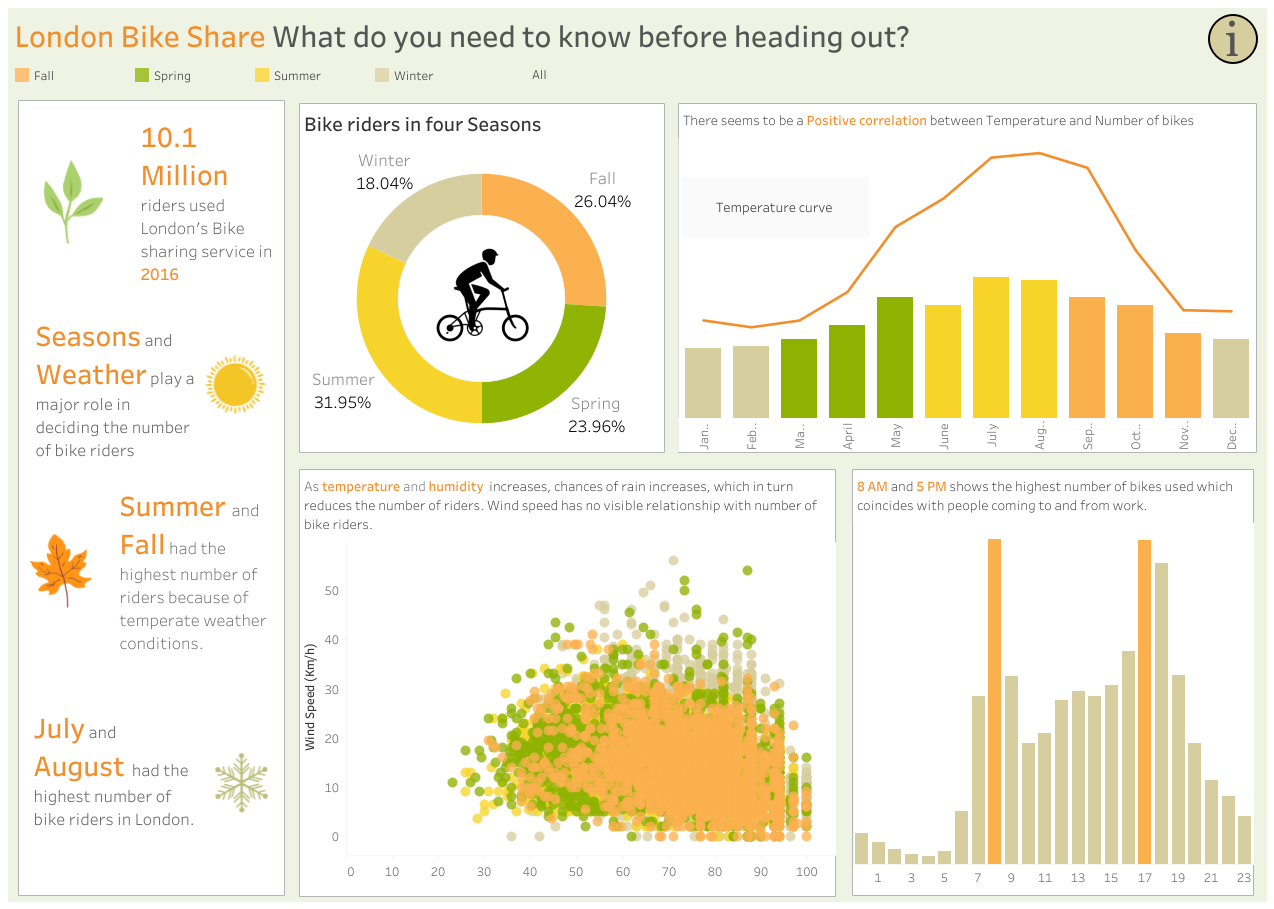 London Bike Share What do you need to know before heading out?
i
Fall
Spring
Summer
Winter
All
10.1
Million
riders used
London's Bike
sharing service in
2016
Seasons and
Weather play a
major role in
deciding the number
of bike riders
Summer and
Fall had the
highest number of
riders because of
temperate weather
conditions.
July and
August had the
highest number of
bike riders in London.
Bike riders in four Seasons
Winter
18.04%
Fall
26.04%
Summer
31.95%
Spring
23.96%
There seems to be a Positive correlation between Temperature and Number of bikes
Temperature curve
Jan..
Feb..
Ma..
April
May
June
July
Aug..
Sep..
Oct..
Nov..
Dec..
As temperature and humidity increases, chances of rain increases, which in turn
reduces the number of riders. Wind speed has no visible relationship with number of
bike riders.
Wind Speed (Km/h)
50
40
30
20
10
0
0 10 20 30 40 50 60 70 80 90 100
8 AM and 5 PM shows the highest number of bikes used which
coincides with people coming to and from work.
1 3 5 7 9 11 13 15 17 19 21 23